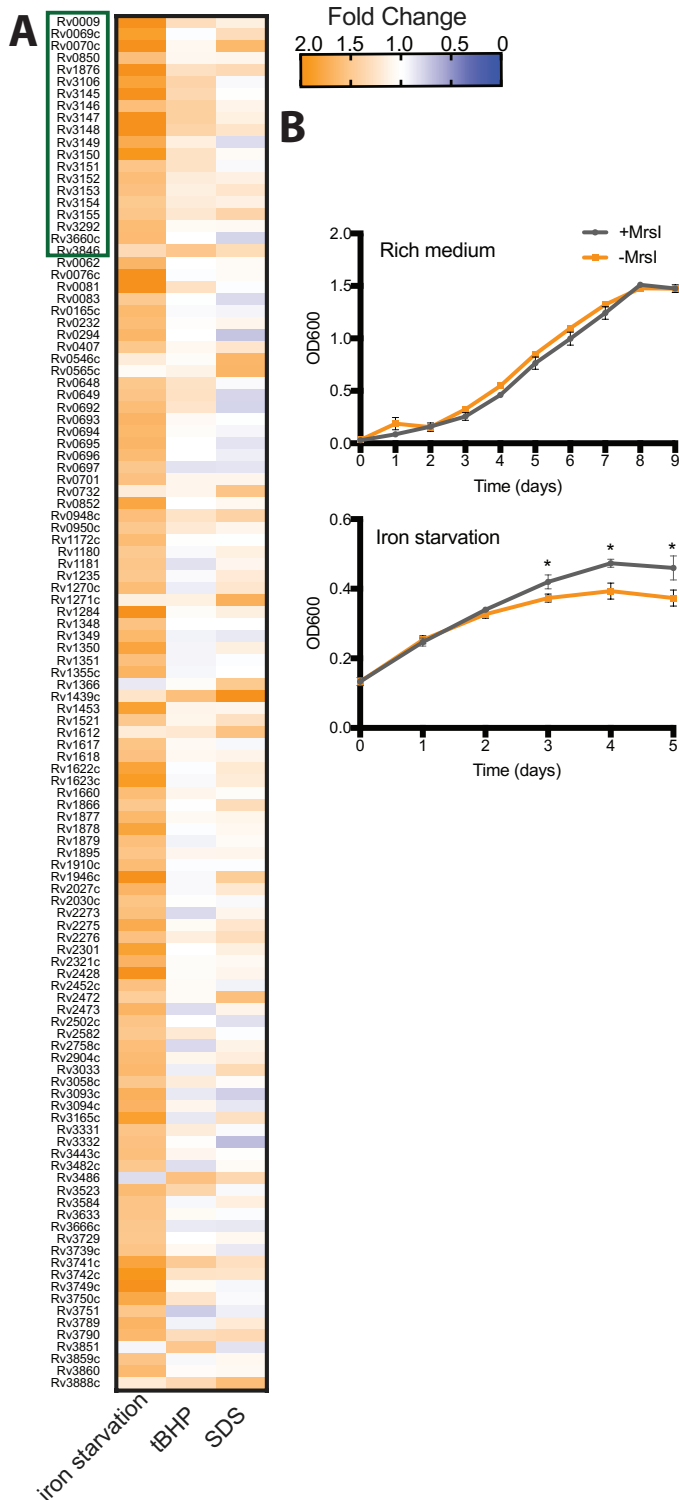 A
Fold Change
2.0 1.5 1.0 0.5 0
Rv0009
Rv0069c
Rv0070c
Rv0850
Rv1876
Rv3106
Rv3145
Rv3146
Rv3147
Rv3148
Rv3149
Rv3150
Rv3151
Rv3152
Rv3153
Rv3154
Rv3155
Rv3292
Rv3660c
Rv3846
Rv0062
Rv0076c
Rv0081
Rv0083
Rv0165c
Rv0232
Rv0294
Rv0407
Rv0546c
Rv0565c
Rv0648
Rv0649
Rv0692
Rv0693
Rv0694
Rv0695
Rv0696
Rv0697
Rv0701
Rv0732
Rv0852
Rv0948c
Rv0950c
Rv1172c
Rv1180
Rv1181
Rv1235
Rv1270c
Rv1271c
Rv1284
Rv1348
Rv1349
Rv1350
Rv1351
Rv1355c
Rv1366
Rv1439c
Rv1453
Rv1521
Rv1612
Rv1617
Rv1618
Rv1622c
Rv1623c
Rv1660
Rv1866
Rv1877
Rv1878
Rv1879
Rv1895
Rv1910c
Rv1946c
Rv2027c
Rv2030c
Rv2273
Rv2275
Rv2276
Rv2301
Rv2321c
Rv2428
Rv2452c
Rv2472
Rv2473
Rv2502c
Rv2582
Rv2758c
Rv2904c
Rv3033
Rv3058c
Rv3093c
Rv3094c
Rv3165c
Rv3331
Rv3332
Rv3443c
Rv3482c
Rv3486
Rv3523
Rv3584
Rv3633
Rv3666c
Rv3729
Rv3739c
Rv3741c
Rv3742c
Rv3749c
Rv3750c
Rv3751
Rv3789
Rv3790
Rv3851
Rv3859c
Rv3860
Rv3888c
iron starvation
tBHP
SDS
B
+MrsI
-MrsI
Rich medium
2.0
1.5
1.0
0.5
0.0
OD600
0 1 2 3 4 5 6 7 8 9
Time (days)
Iron starvation
* * *
0.6
0.4
0.2
0.0
OD600
0 1 2 3 4 5
Time (days)